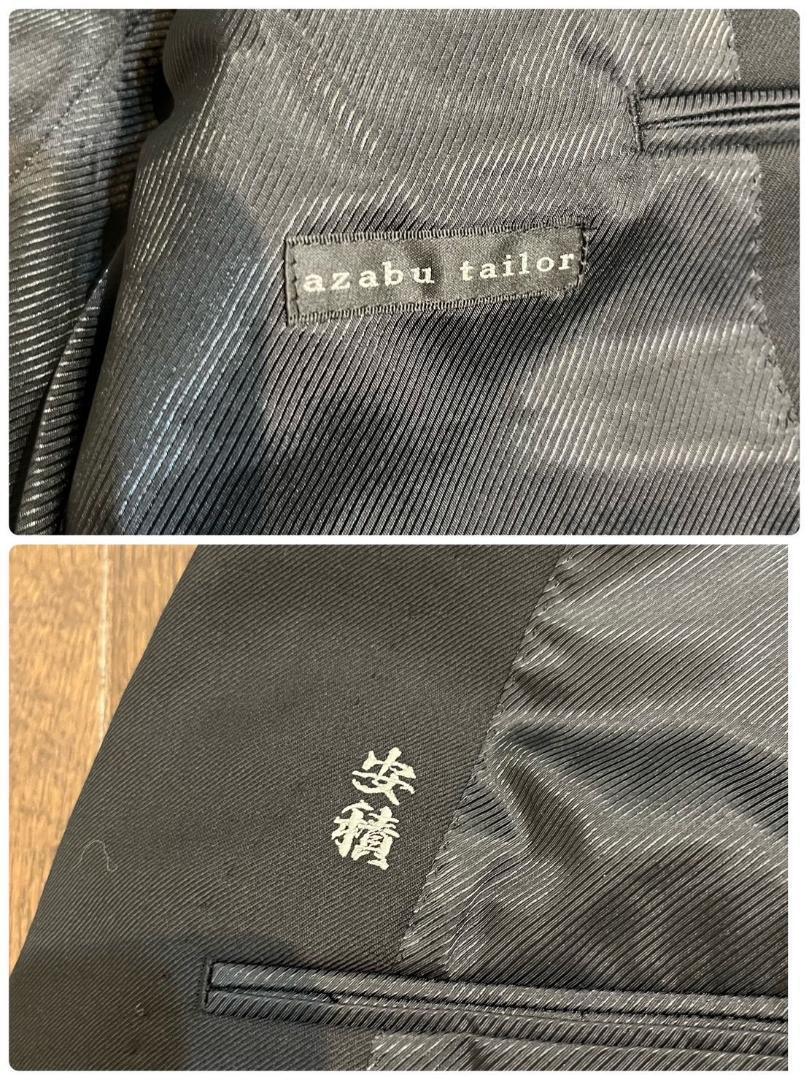 azabu tailor
安積